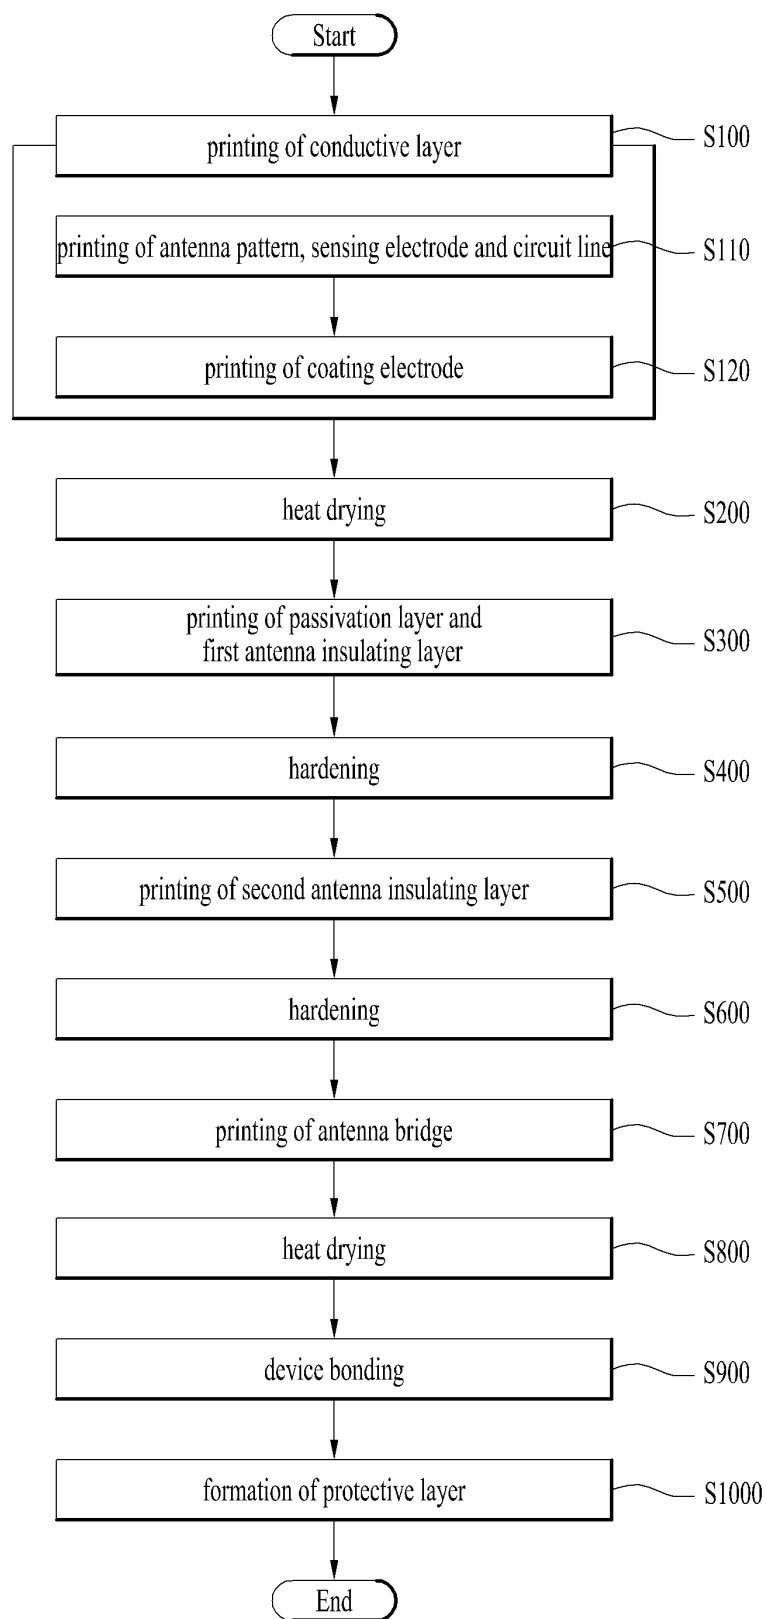 Start
printing of conductive layer
S100
printing of antenna pattern, sensing electrode and circuit line
S110
printing of coating electrode
S120
heat drying
S200
printing of passivation layer and
first antenna insulating layer
S300
hardening
S400
printing of second antenna insulating layer
S500
hardening
S600
printing of antenna bridge
S700
heat drying
S800
device bonding
S900
formation of protective layer
S1000
End